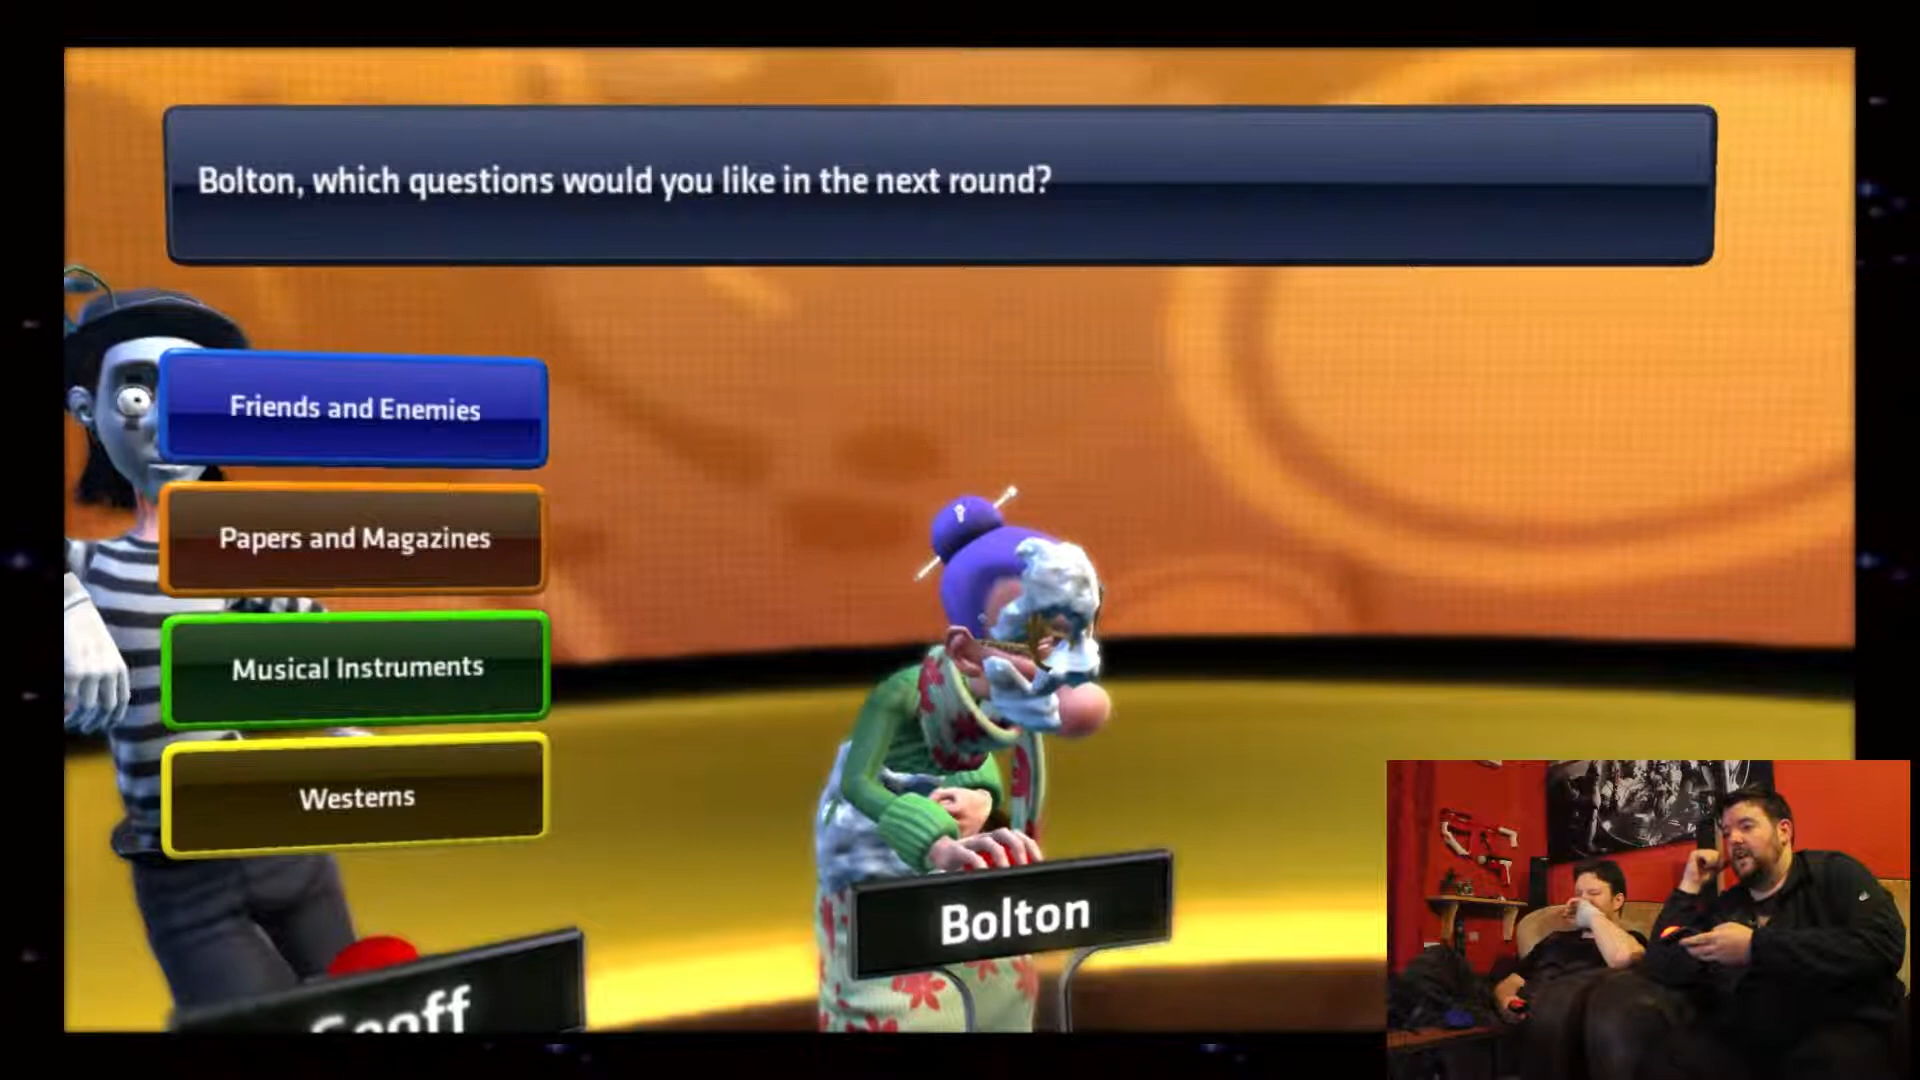 Bolton, which questions would you like in the next round?
Friends and Enemies
Papers and Magazines
Musical Instruments
Westerns
Bolton
Geoff